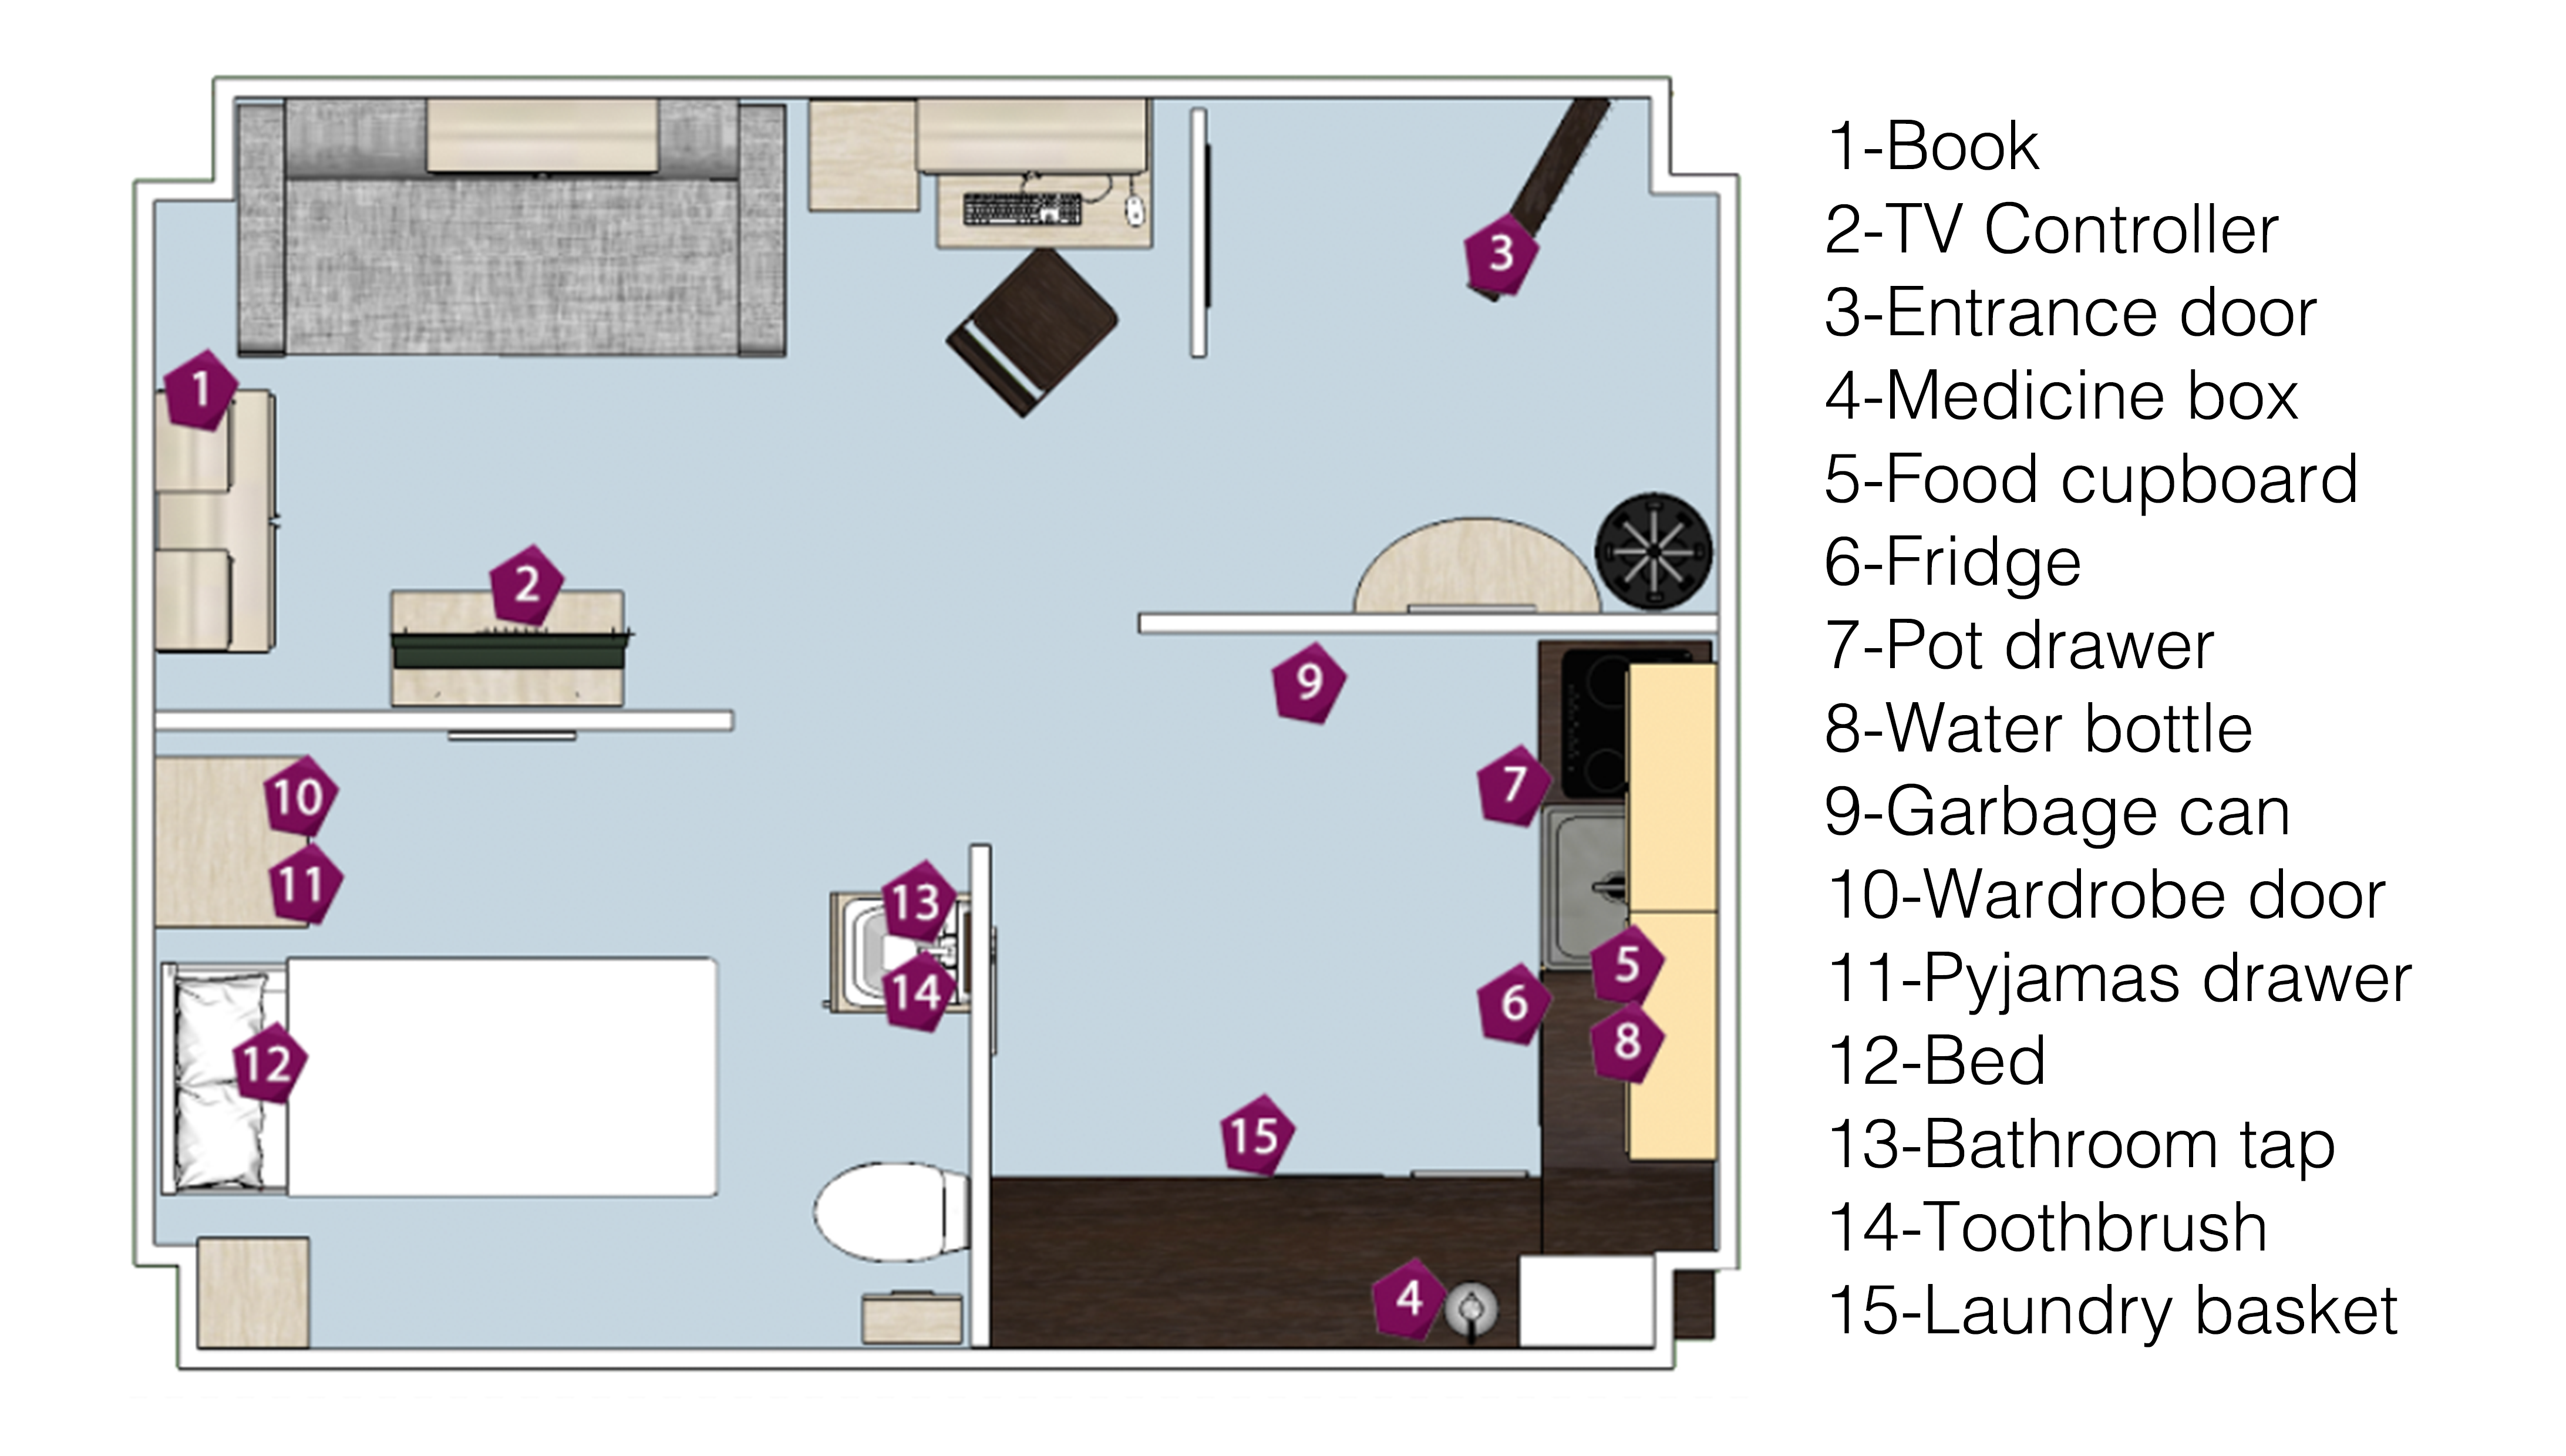 1-Book
2-TV Controller
3-Entrance door
4-Medicine box
5-Food cupboard
6-Fridge
7-Pot drawer
8-Water bottle
9-Garbage can
10-Wardrobe door
11-Pyjamas drawer
12-Bed
13-Bathroom tap
14-Toothbrush
15-Laundry basket
3
1
2
9
7
10
11
13
5
14
6
8
12
15
4